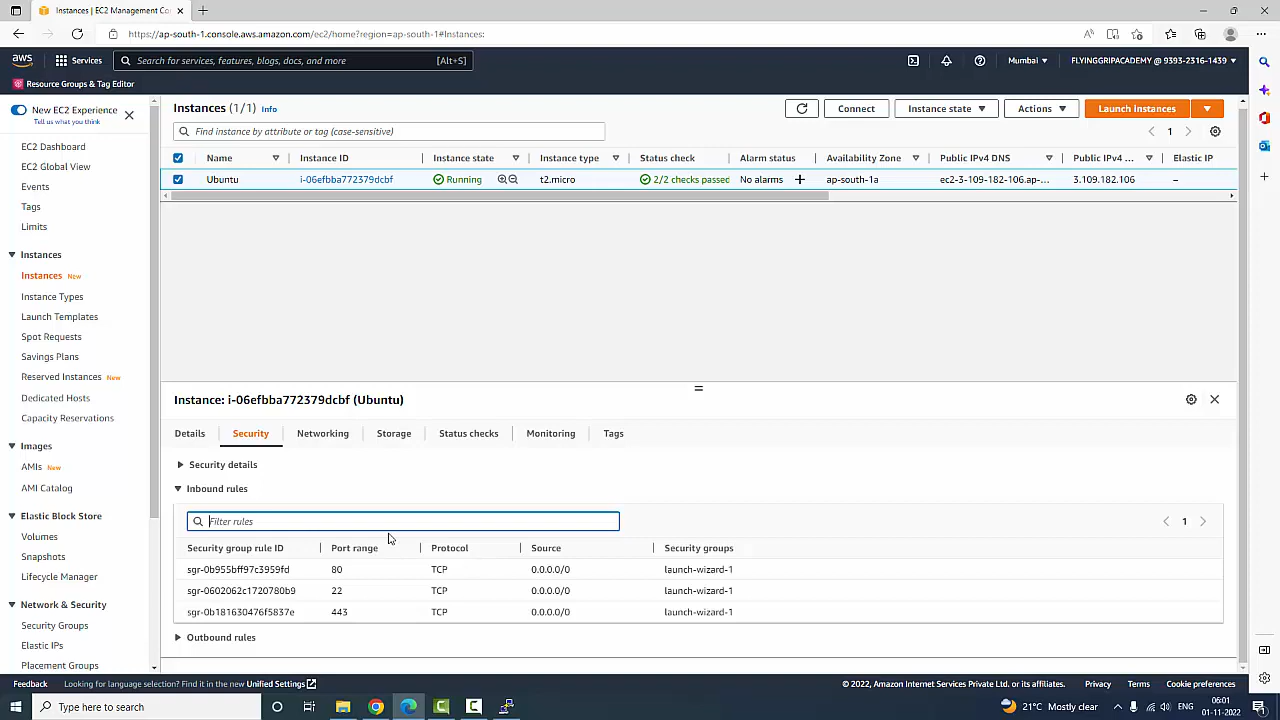 Instances | EC2 Management Co
https://ap-south-1.console.aws.amazon.com/ec2/home?region=ap-south-1#Instances:
aws Services Search for services, features, blogs, docs, and more [Alt+S] Mumbai ▼ FLYINGGRIPACADEMY @ 9393-2316-1439 ▼
Resource Groups & Tag Editor
New EC2 Experience
Tell us what you think
EC2 Dashboard
EC2 Global View
Events
Tags
Limits
Instances
Instances New
Instance Types
Launch Templates
Spot Requests
Savings Plans
Reserved Instances New
Dedicated Hosts
Capacity Reservations
Images
AMIs New
AMI Catalog
Elastic Block Store
Volumes
Snapshots
Lifecycle Manager
Network & Security
Security Groups
Elastic IPs
Placement Groups
Instances (1/1) Info
Connect Instance state ▼ Actions ▼ Launch instances ▼
Find instance by attribute or tag (case-sensitive)
1
Name Instance ID Instance state Instance type Status check Alarm status Availability Zone Public IPv4 DNS Public IPv4 ... Elastic IP
Ubuntu i-06efbba772379dcbf Running t2.micro 2/2 checks passed No alarms + ap-south-1a ec2-3-109-182-106.ap-... 3.109.182.106 –
Instance: i-06efbba772379dcbf (Ubuntu)
Details Security Networking Storage Status checks Monitoring Tags
Security details
Inbound rules
Filter rules
1
Security group rule ID Port range Protocol Source Security groups
sgr-0b955bff97c3959fd 80 TCP 0.0.0.0/0 launch-wizard-1
sgr-0602062c1720780b9 22 TCP 0.0.0.0/0 launch-wizard-1
sgr-0b181630476f5837e 443 TCP 0.0.0.0/0 launch-wizard-1
Outbound rules
Feedback Looking for language selection? Find it in the new Unified Settings © 2022, Amazon Internet Services Private Ltd. or its affiliates. Privacy Terms Cookie preferences
Type here to search 21°C Mostly clear ENG 06:01
01-11-2022